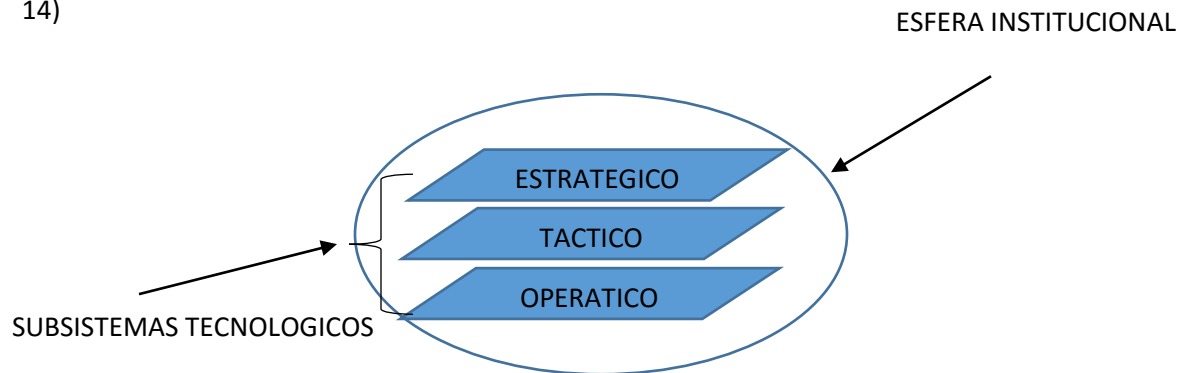 14)
ESFERA INSTITUCIONAL
ESTRATEGICO
TACTICO
OPERATICO
SUBSISTEMAS TECNOLOGICOS